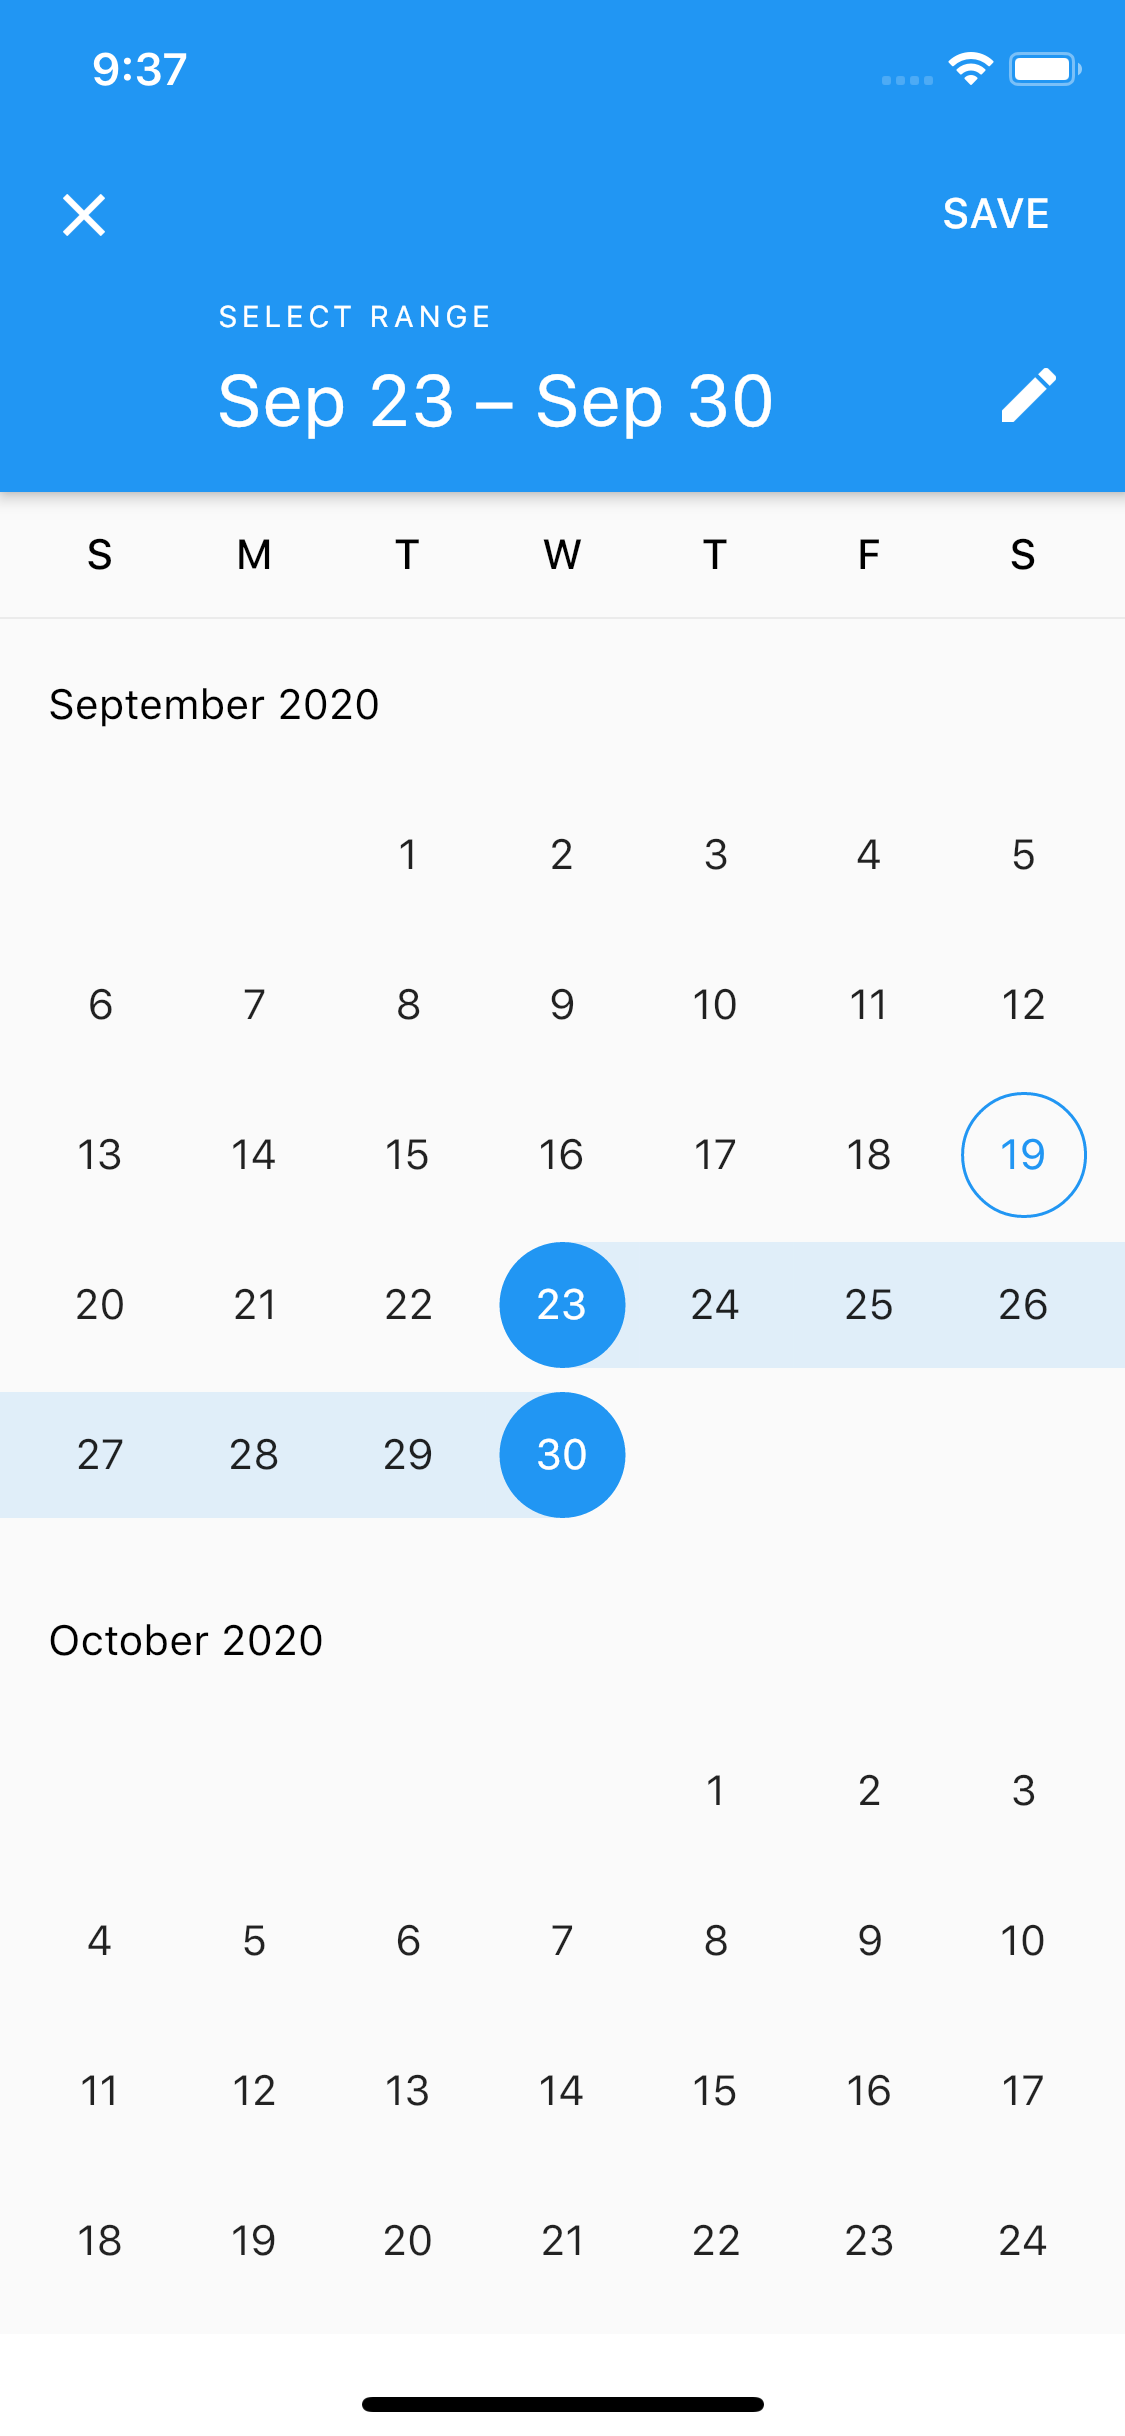 9:37
SAVE
SELECT RANGE
Sep 23 – Sep 30
S M T W T F S
September 2020
1 2 3 4 5
6 7 8 9 10 11 12
13 14 15 16 17 18 19
20 21 22 23 24 25 26
27 28 29 30
October 2020
1 2 3
4 5 6 7 8 9 10
11 12 13 14 15 16 17
18 19 20 21 22 23 24